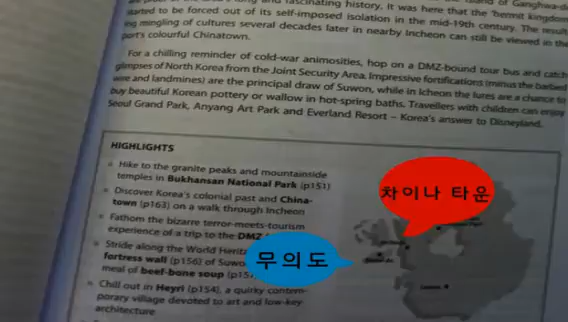 and fascinating history, it was here that the 'hermit kingdom
started to be forced out of its self-imposed isolation in the mid-19th century. The result
ing mingling of cultures several decades later in nearby Incheon can still be viewed in the
port's colourful Chinatown.
For a chilling reminder of cold-war animosities, hop on a DMZ-bound tour bus and catch
glimpses of North Korea from the Joint Security Area. Impressive fortifications (minus the barbed
wire and landmines) are the principal draw of Suwon, while in Icheon the lures are a chance to
buy beautiful Korean pottery or wallow in hot-spring baths. Travellers with children can enjoy
Seoul Grand Park, Anyang Art Park and Everland Resort – Korea's answer to Disneyland.
HIGHLIGHTS
Hike to the granite peaks and mountainside
temples in Bukhansan National Park (p151)
Discover Korea's colonial past and China-
town (p163) on a walk through Incheon
Fathom the bizarre terror-meets-tourism
experience of a trip to the DMZ
Stride along the World Herita
fortress wall (p156) of Suwo
meal of beef-bone soup (p15
Chill out in Heyri (p154), a quirky contem-
porary village devoted to art and low-key
architecture
차이나 타운
무의도